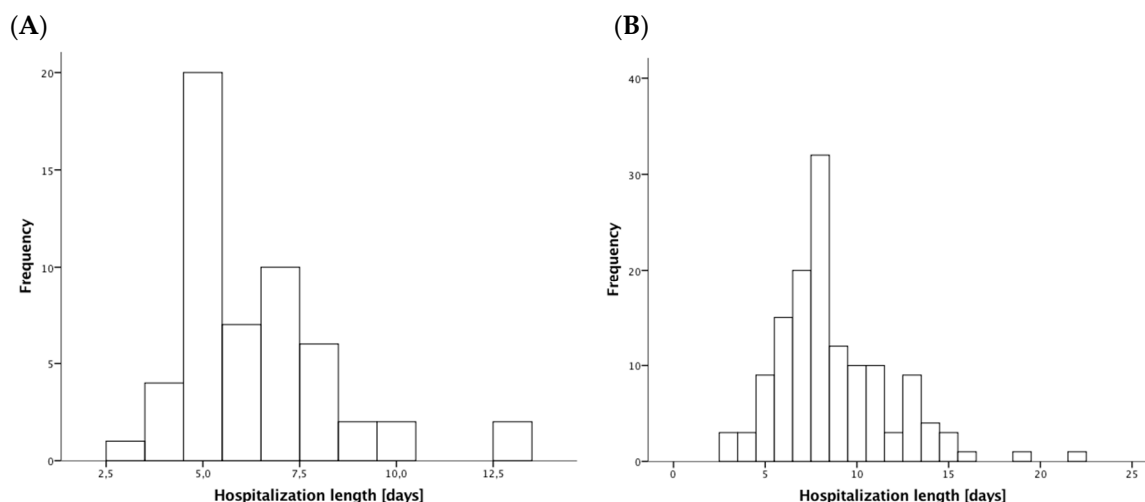 (A)
20
15
10
5
0
Frequency
2,5 5,0 7,5 10,0 12,5
Hospitalization length [days]
(B)
40
30
20
10
0
Frequency
0 5 10 15 20 25
Hospitalization length [days]